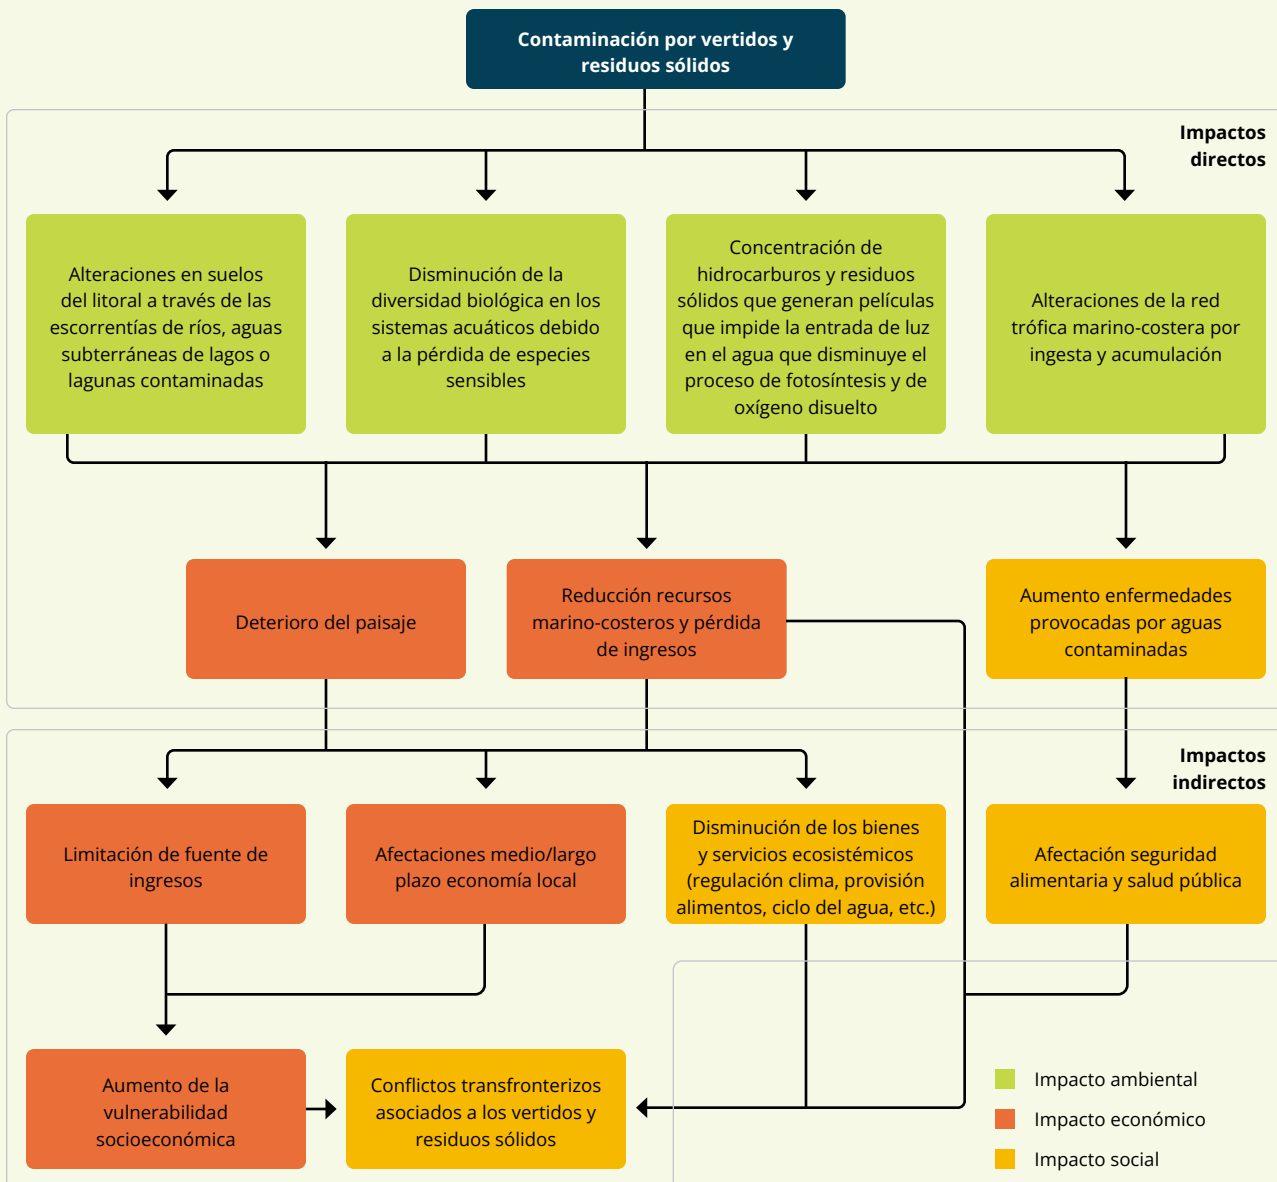 Contaminación por vertidos y
residuos sólidos
Impactos
directos
Alteraciones en suelos
del litoral a través de las
escorrentías de ríos, aguas
subterráneas de lagos o
lagunas contaminadas
Disminución de la
diversidad biológica en los
sistemas acuáticos debido
a la pérdida de especies
sensibles
Concentración de
hidrocarburos y residuos
sólidos que generan películas
que impide la entrada de luz
en el agua que disminuye el
proceso de fotosíntesis y de
oxígeno disuelto
Alteraciones de la red
trófica marino-costera por
ingesta y acumulación
Deterioro del paisaje
Reducción recursos
marino-costeros y pérdida
de ingresos
Aumento enfermedades
provocadas por aguas
contaminadas
Impactos
indirectos
Limitación de fuente de
ingresos
Afectaciones medio/largo
plazo economía local
Disminución de los bienes
y servicios ecosistémicos
(regulación clima, provisión
alimentos, ciclo del agua, etc.)
Afectación seguridad
alimentaria y salud pública
Aumento de la
vulnerabilidad
socioeconómica
Conflictos transfronterizos
asociados a los vertidos y
residuos sólidos
Impacto ambiental
Impacto económico
Impacto social